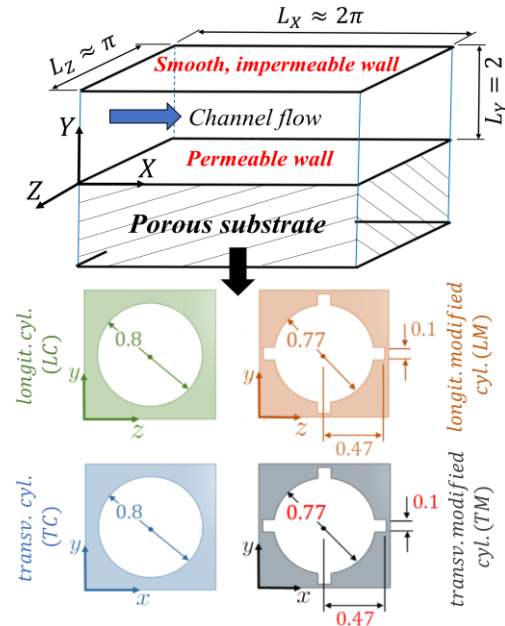 L_X ≈ 2π
L_Z ≈ π
Smooth, impermeable wall
L_Y = 2
Y
Channel flow
Permeable wall
X
Z
Porous substrate
longit. cyl.
(LC)
0.8
y
z
0.77
0.1
0.47
y
z
longit. modified
cyl. (LM)
transv. cyl.
(TC)
0.8
y
x
0.77
0.1
0.47
y
x
transv. modified
cyl. (TM)